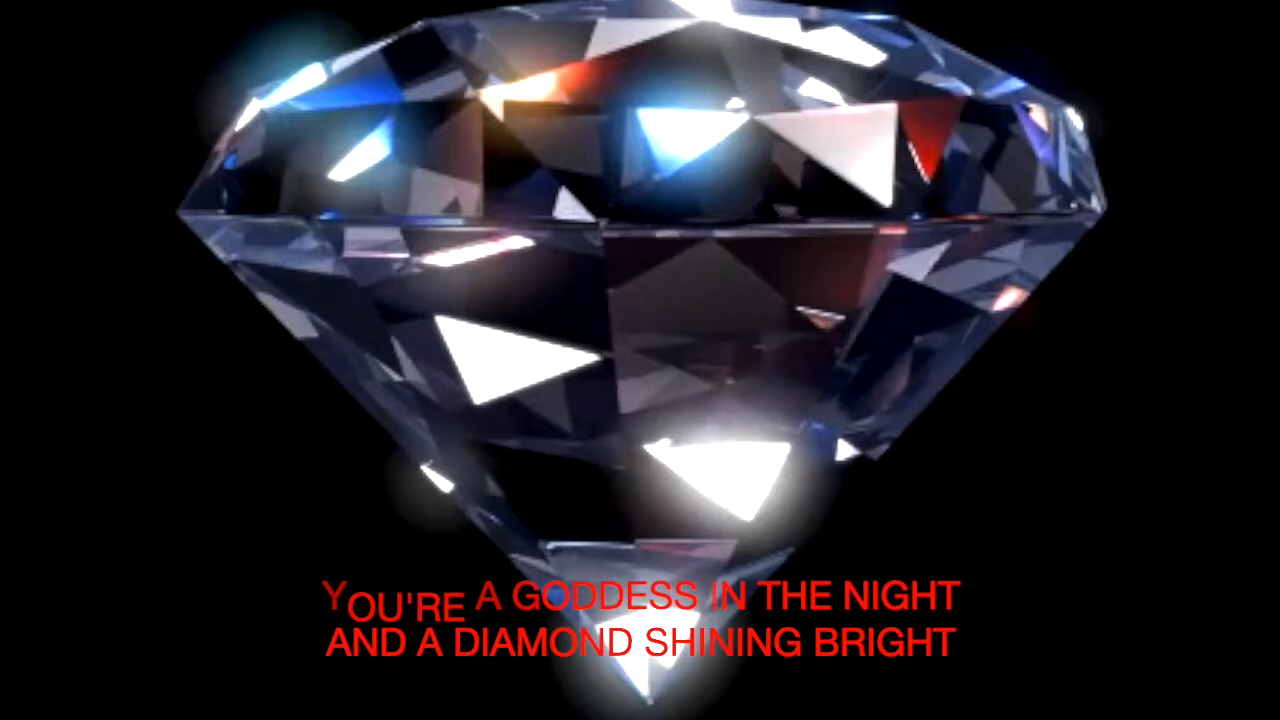 YOU'RE A GODDESS IN THE NIGHT
AND A DIAMOND SHINING BRIGHT